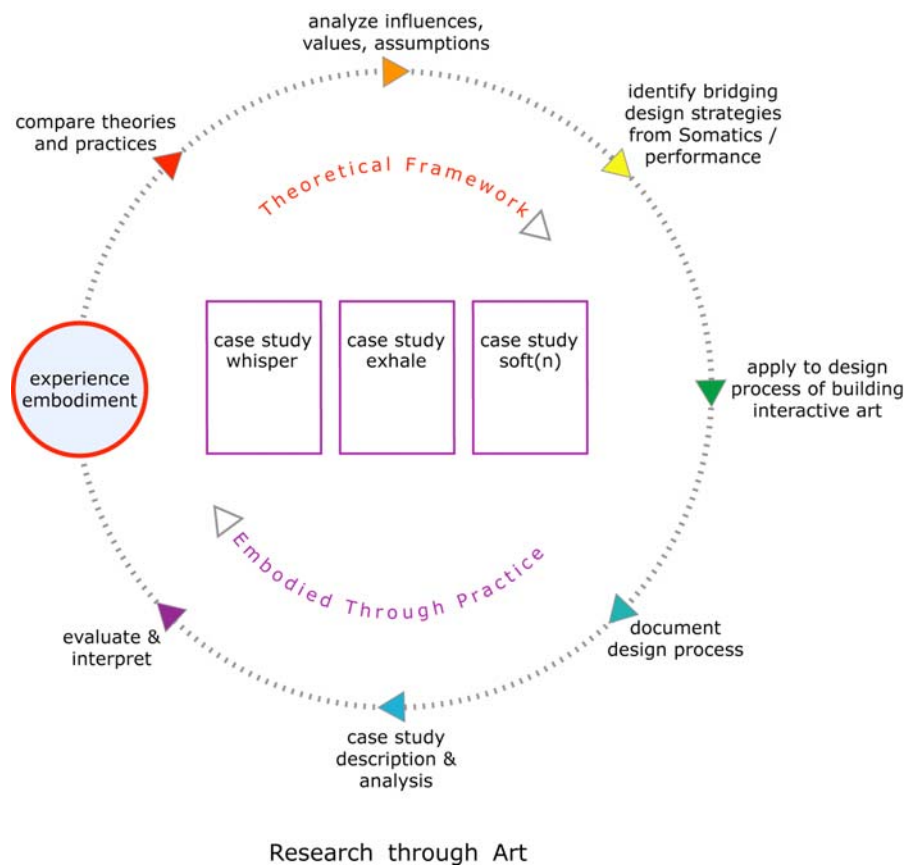 analyze influences,
values, assumptions
identify bridging
design strategies
from Somatics /
performance
compare theories
and practices
Theoretical Framework
case study
whisper
case study
exhale
case study
soft(n)
experience
embodiment
apply to design
process of building
interactive art
Embodied Through Practice
evaluate &
interpret
document
design process
case study
description &
analysis
Research through Art